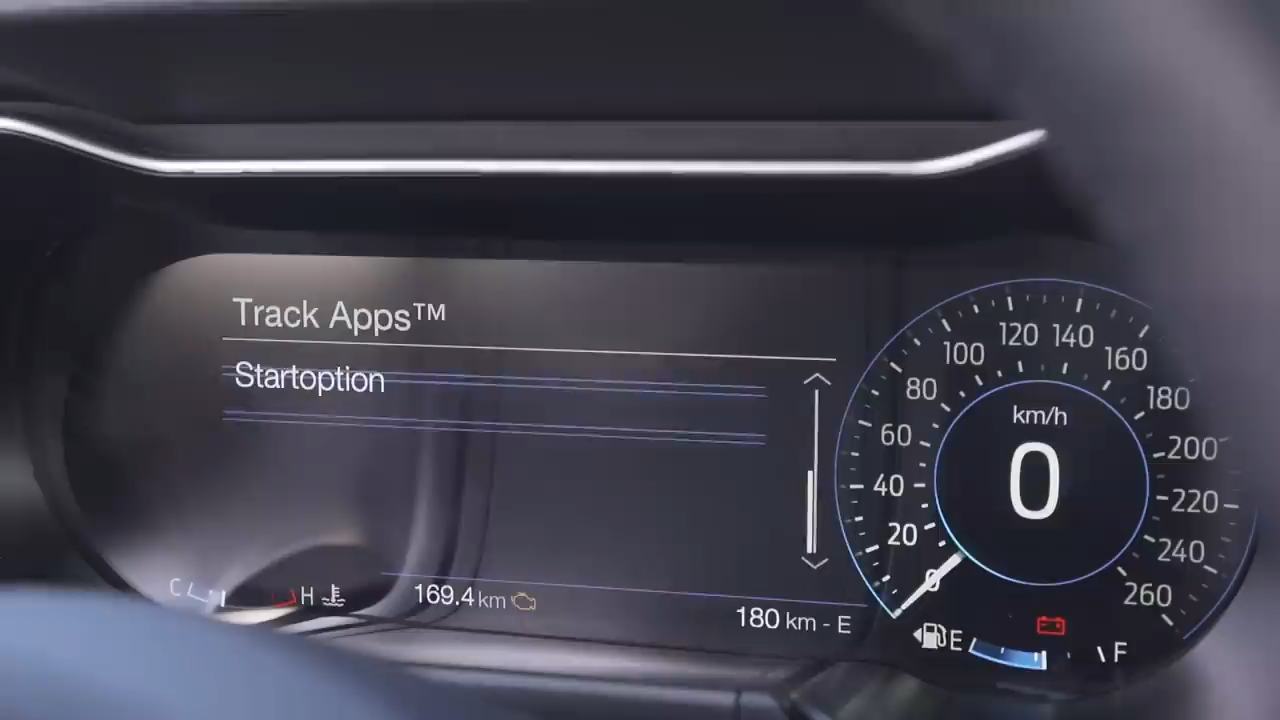 Track Apps™
Startoption
C H
169.4 km
180 km - E
km/h
0
0
20
40
60
80
100
120
140
160
180
200
220
240
260
E F